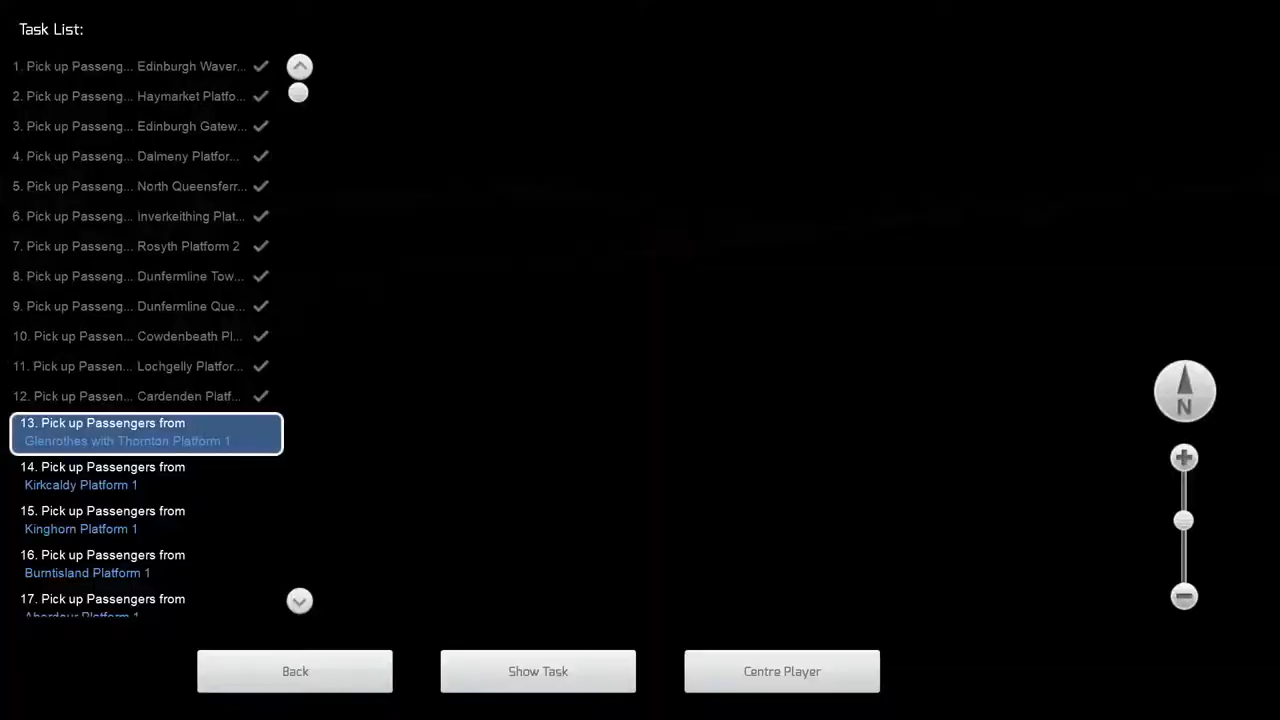 Task List:
1. Pick up Passeng... Edinburgh Waver...
2. Pick up Passeng... Haymarket Platfo...
3. Pick up Passeng... Edinburgh Gatew...
4. Pick up Passeng... Dalmeny Platfor...
5. Pick up Passeng... North Queensferr...
6. Pick up Passeng... Inverkeithing Plat...
7. Pick up Passeng... Rosyth Platform 2
8. Pick up Passeng... Dunfermline Tow...
9. Pick up Passeng... Dunfermline Que...
10. Pick up Passen... Cowdenbeath Pl...
11. Pick up Passen... Lochgelly Platfor...
12. Pick up Passen... Cardenden Platf...
13. Pick up Passengers from
Glenrothes with Thornton Platform 1
14. Pick up Passengers from
Kirkcaldy Platform 1
15. Pick up Passengers from
Kinghorn Platform 1
16. Pick up Passengers from
Burntisland Platform 1
17. Pick up Passengers from
Aberdour Platform 1
N
Back
Show Task
Centre Player